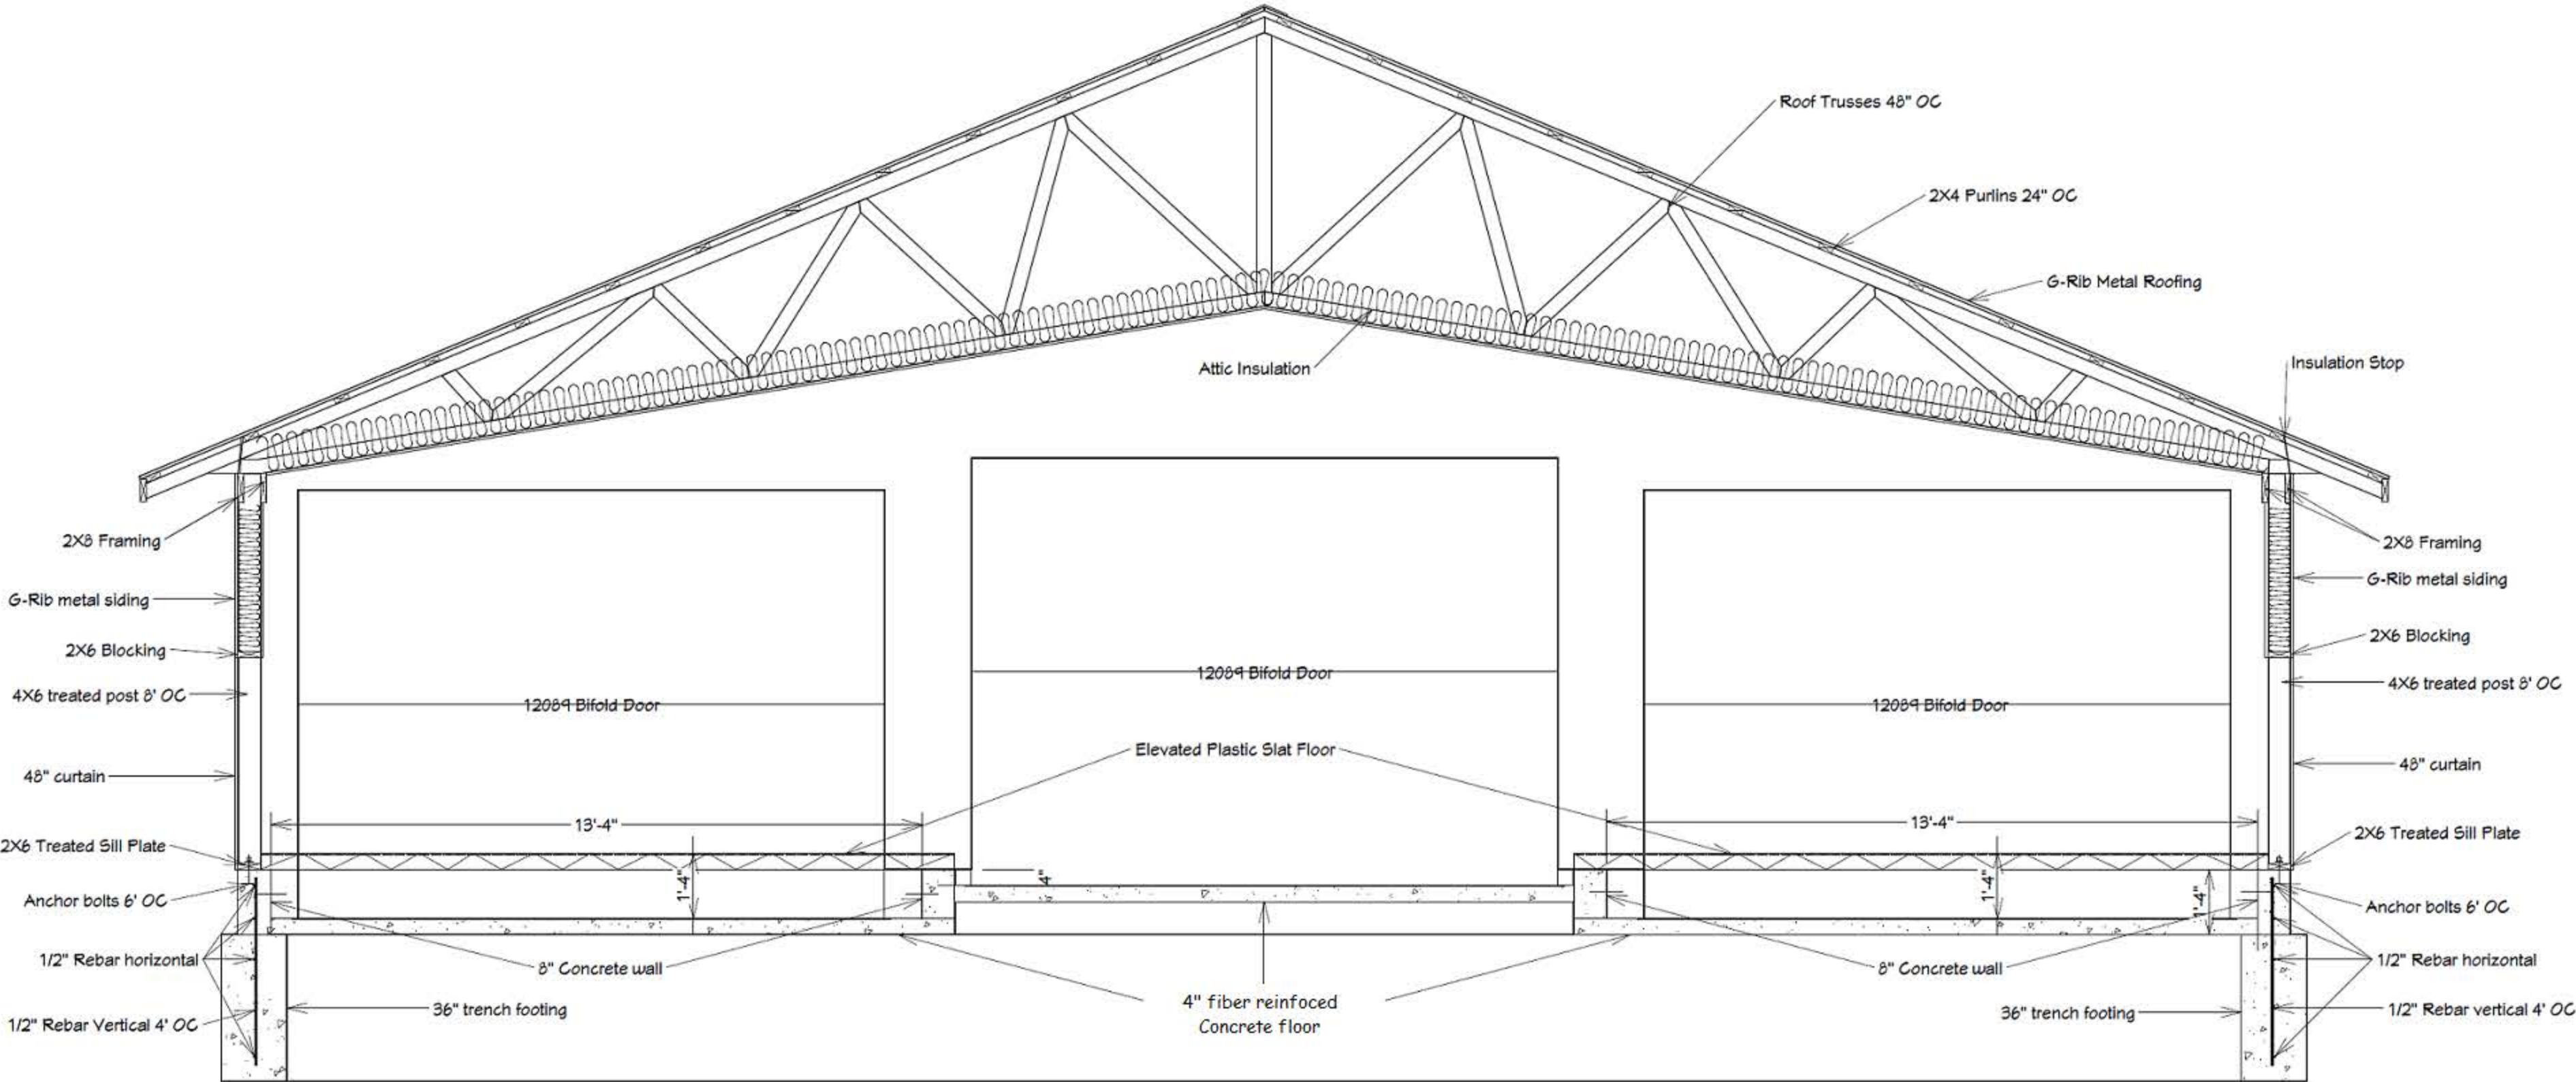 Roof Trusses 48" OC
2X4 Purlins 24" OC
G-Rib Metal Roofing
Attic Insulation
Insulation Stop
2X8 Framing
2X8 Framing
G-Rib metal siding
G-Rib metal siding
2X6 Blocking
2X6 Blocking
12089 Bifold Door
12089 Bifold Door
12089 Bifold Door
4X6 treated post 8' OC
4X6 treated post 8' OC
Elevated Plastic Slat Floor
48" curtain
48" curtain
13'-4"
13'-4"
2X6 Treated Sill Plate
2X6 Treated Sill Plate
4"
1'-4"
1'-4"
1'-4"
Anchor bolts 6' OC
Anchor bolts 6' OC
1/2" Rebar horizontal
8" Concrete wall
8" Concrete wall
1/2" Rebar horizontal
4" fiber reinfoced
Concrete floor
36" trench footing
36" trench footing
1/2" Rebar Vertical 4' OC
1/2" Rebar vertical 4' OC